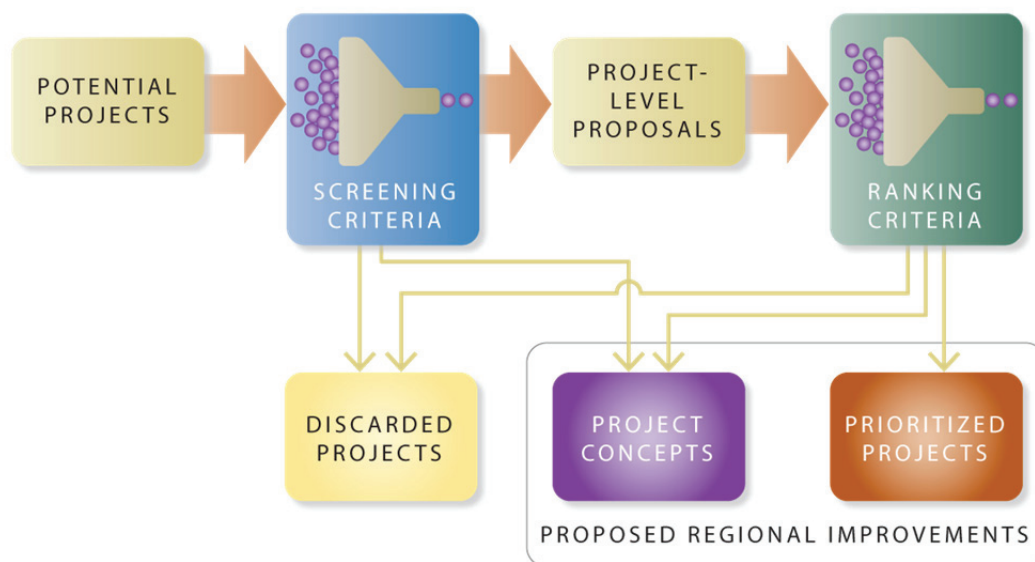 POTENTIAL
PROJECTS
SCREENING
CRITERIA
PROJECT-
LEVEL
PROPOSALS
RANKING
CRITERIA
DISCARDED
PROJECTS
PROJECT
CONCEPTS
PRIORITIZED
PROJECTS
PROPOSED REGIONAL IMPROVEMENTS